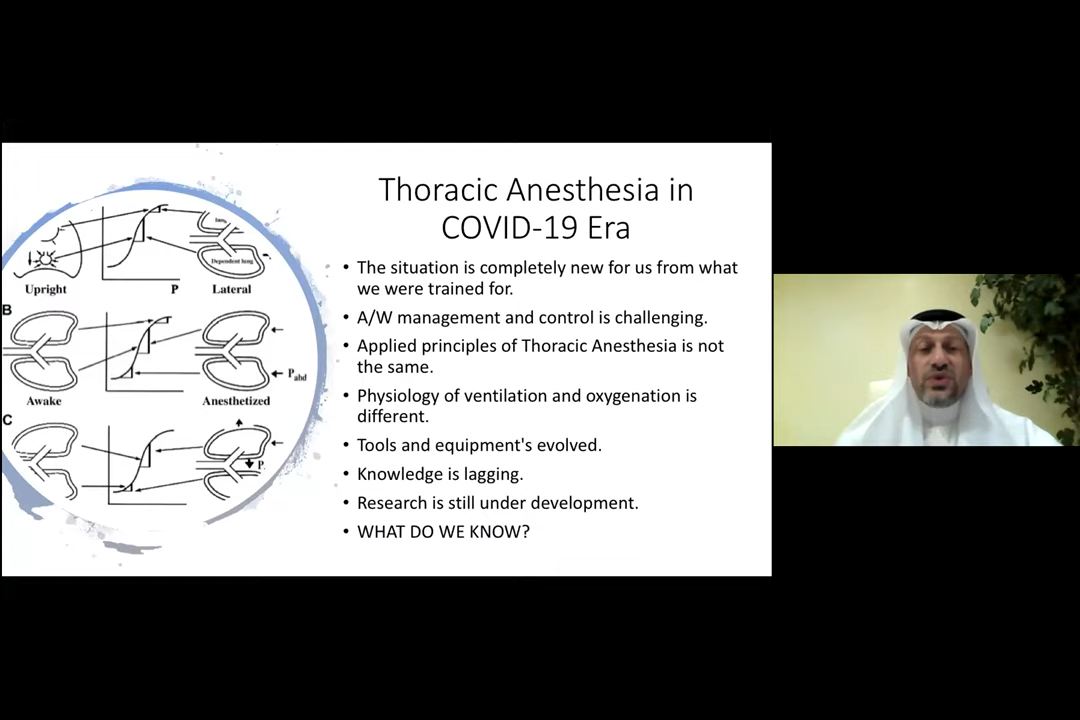 Thoracic Anesthesia in
COVID-19 Era
• The situation is completely new for us from what
we were trained for.
• A/W management and control is challenging.
• Applied principles of Thoracic Anesthesia is not
the same.
• Physiology of ventilation and oxygenation is
different.
• Tools and equipment's evolved.
• Knowledge is lagging.
• Research is still under development.
• WHAT DO WE KNOW?
Dependent lung
Upright
P
Lateral
B
Pabd
Awake
Anesthetized
C
P